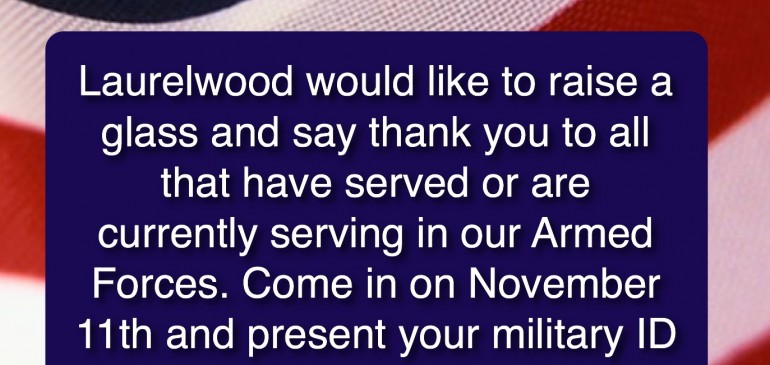 Laurelwood would like to raise a
glass and say thank you to all
that have served or are
currently serving in our Armed
Forces. Come in on November
11th and present your military ID